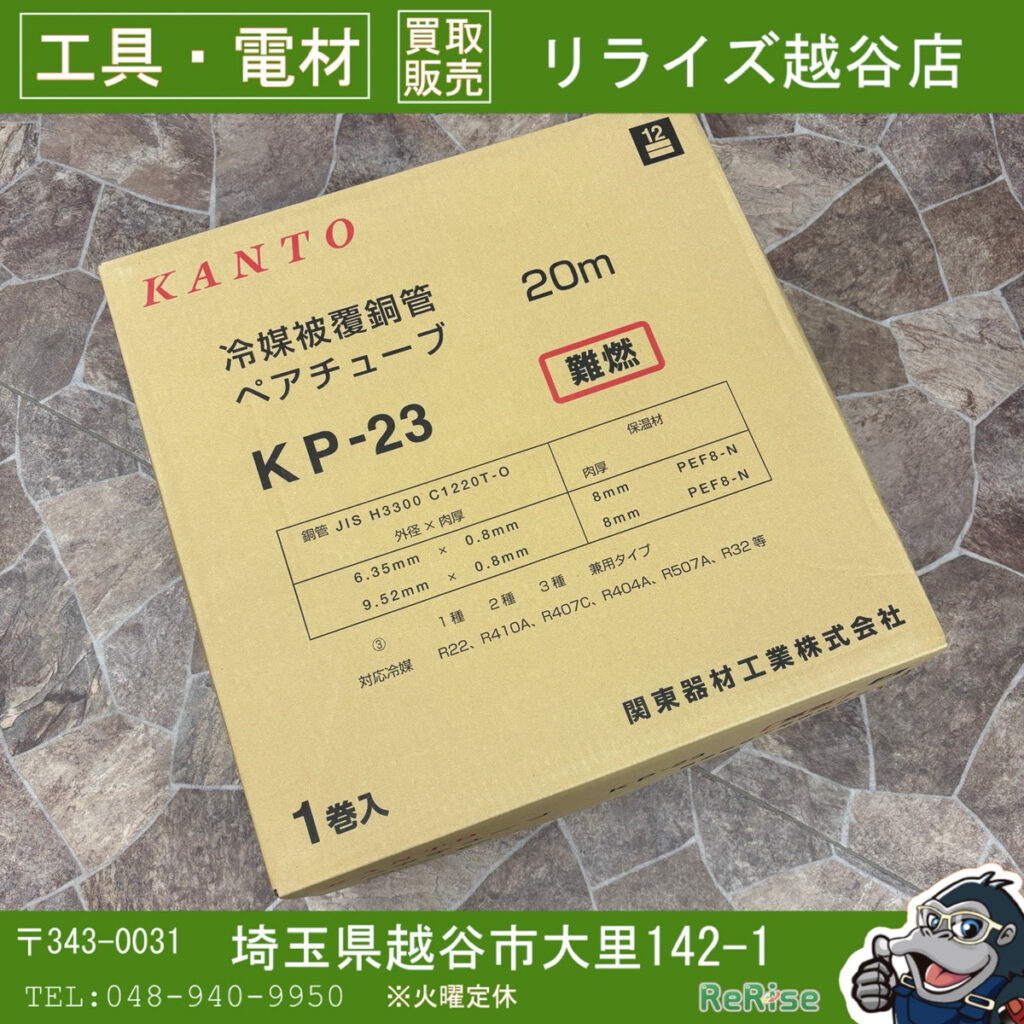 工具・電材
買取
販売
リライズ越谷店
12
KANTO
冷媒被覆銅管
ペアチューブ
20m
難燃
KP-23
銅管 JIS H3300 C1220T-O
保温材
外径×肉厚
肉厚
6.35mm × 0.8mm
8mm
PEF8-N
9.52mm × 0.8mm
8mm
PEF8-N
③ 1種 2種 3種 兼用タイプ
対応冷媒 R22、R410A、R407C、R404A、R507A、R32等
関東器材工業株式会社
1巻入
KP-23
〒343-0031 埼玉県越谷市大里142-1
TEL:048-940-9950 ※火曜定休
ReRise